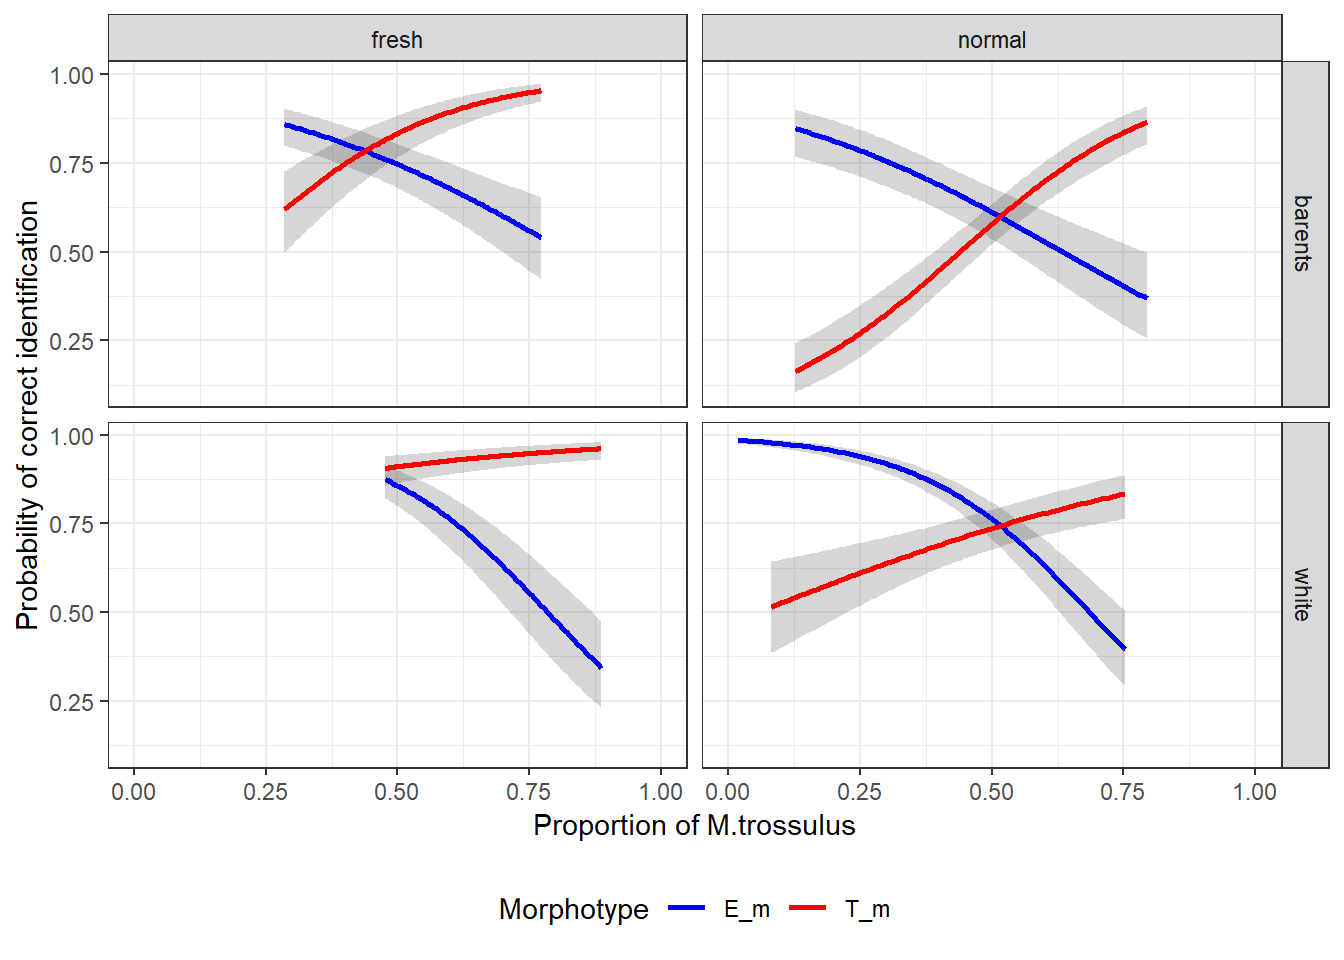 fresh
normal
1.00
0.75
0.50
0.25
barents
1.00
0.75
0.50
0.25
white
Probability of correct identification
0.00 0.25 0.50 0.75 1.00
0.00 0.25 0.50 0.75 1.00
Proportion of M.trossulus
Morphotype E_m T_m